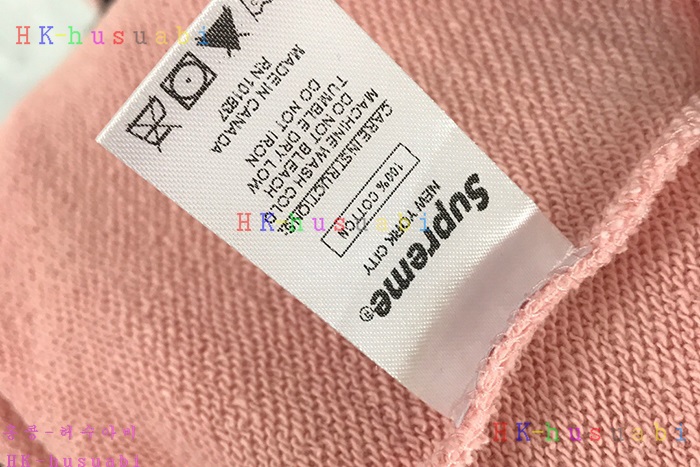 Supreme®
NEW YORK CITY
100% COTTON
CARE INSTRUCTIONS:
MACHINE WASH COLD
DO NOT BLEACH
TUMBLE DRY LOW
DO NOT IRON
RN 101837
MADE IN CANADA
HK-husuabi
HK-husuabi
HK-husuabi
홍콩-허수아비
HK-husuabi